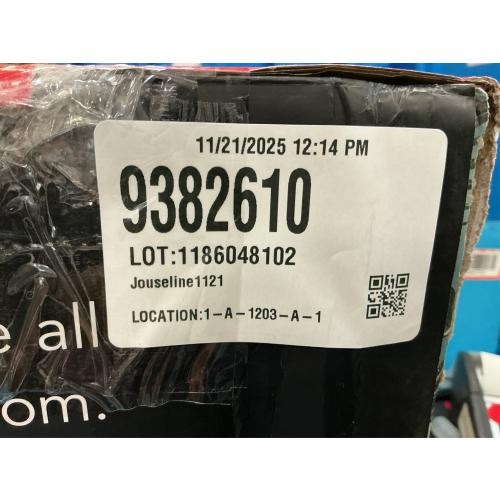 11/21/2025 12:14 PM
9382610
LOT:1186048102
Jouseline1121
LOCATION:1-A-1203-A-1
e all
om.